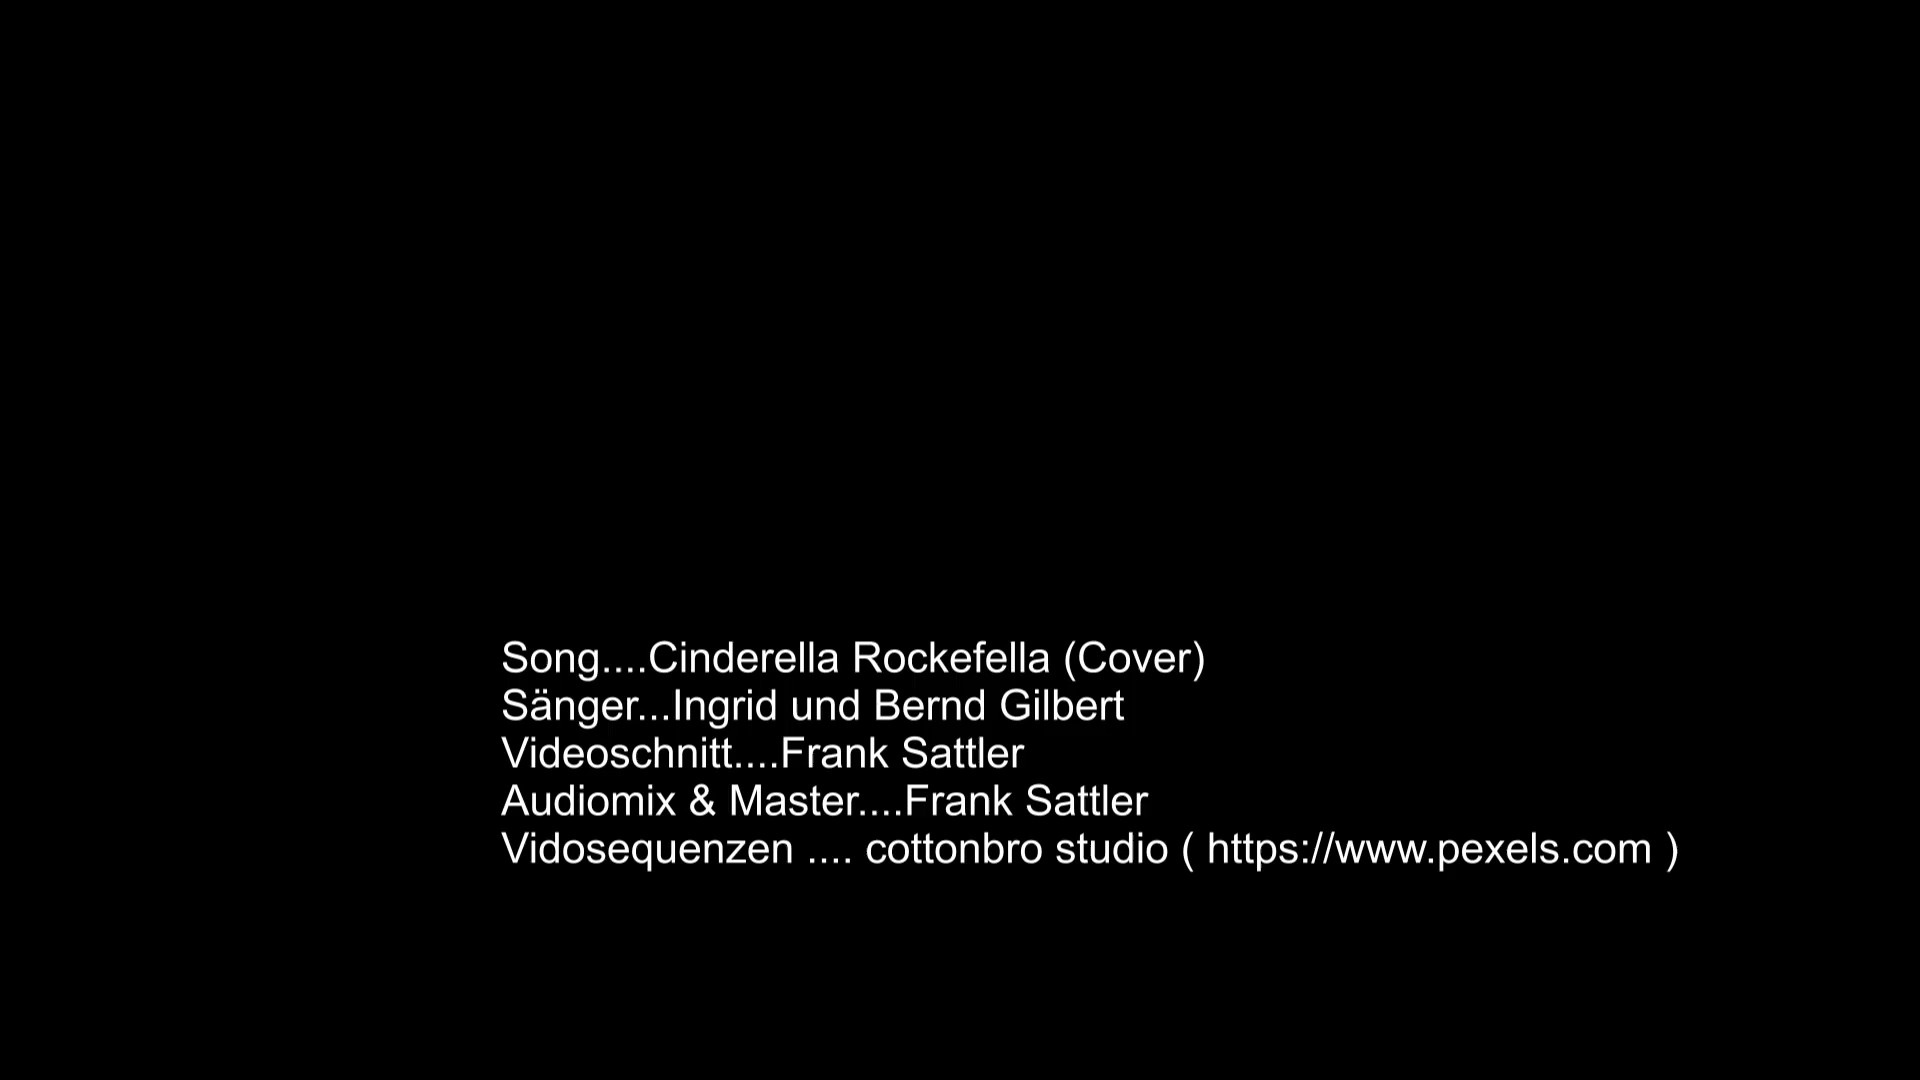 Song....Cinderella Rockefella (Cover)
Sänger...Ingrid und Bernd Gilbert
Videoschnitt....Frank Sattler
Audiomix & Master....Frank Sattler
Vidosequenzen .... cottonbro studio ( https://www.pexels.com )